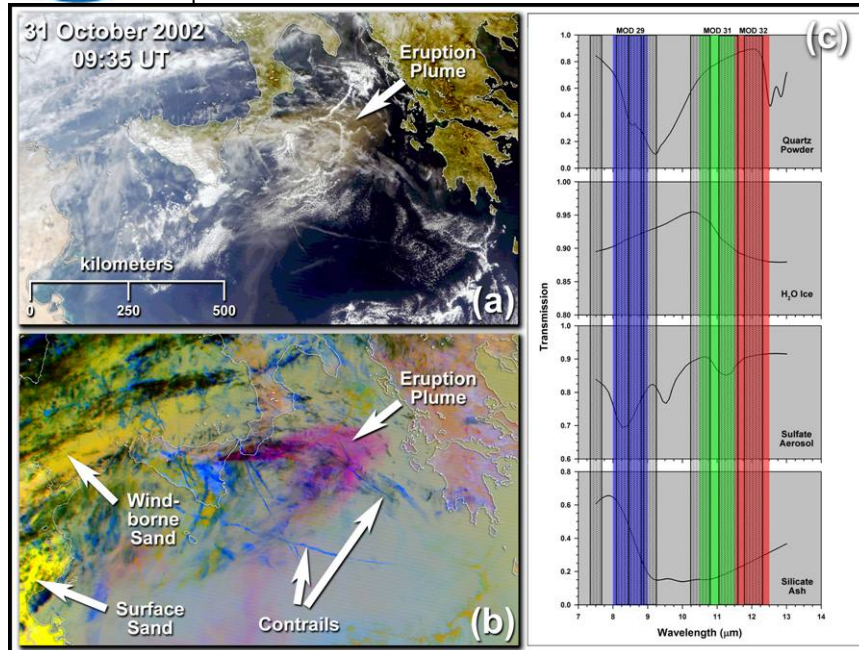 31 October 2002
09:35 UT
Eruption
Plume
kilometers
0 250 500
(a)
Eruption
Plume
Wind-
borne
Sand
Surface
Sand
Contrails
(b)
(c)
MOD 29 MOD 31 MOD 32
1.0
0.8
0.6
0.4
0.2
0.0
Quartz
Powder
1.00
0.95
0.90
0.85
0.80
H2O Ice
Transmission
1.0
0.9
0.8
0.7
0.6
Sulfate
Aerosol
0.8
0.6
0.4
0.2
0.0
Silicate
Ash
7 8 9 10 11 12 13 14
Wavelength (μm)